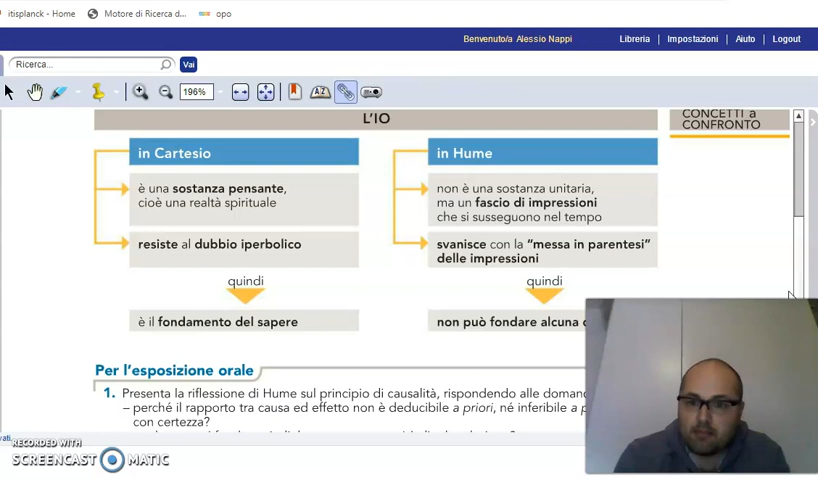 itisplanck - Home Motore di Ricerca d... opo
Benvenuto/a Alessio Nappi Libreria | Impostazioni | Aiuto | Logout
Ricerca... Vai
196%
L'IO
CONCETTI a
CONFRONTO
in Cartesio
è una sostanza pensante,
cioè una realtà spirituale
resiste al dubbio iperbolico
quindi
è il fondamento del sapere
in Hume
non è una sostanza unitaria,
ma un fascio di impressioni
che si susseguono nel tempo
svanisce con la "messa in parentesi"
delle impressioni
quindi
non può fondare alcuna
Per l'esposizione orale
1. Presenta la riflessione di Hume sul principio di causalità, rispondendo alle
– perché il rapporto tra causa ed effetto non è deducibile a priori, né inferibile a
con certezza?
RECORDED WITH
SCREENCAST MATIC